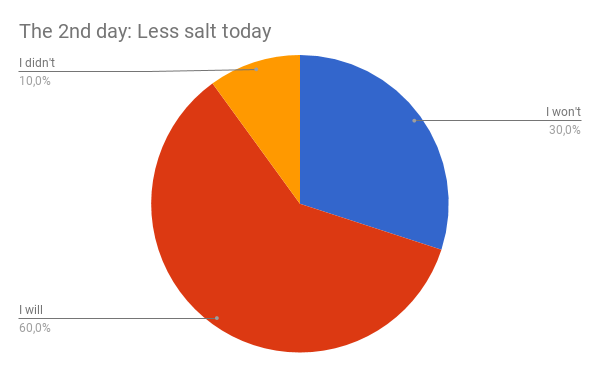 The 2nd day: Less salt today
I didn't
10,0%
I won't
30,0%
I will
60,0%